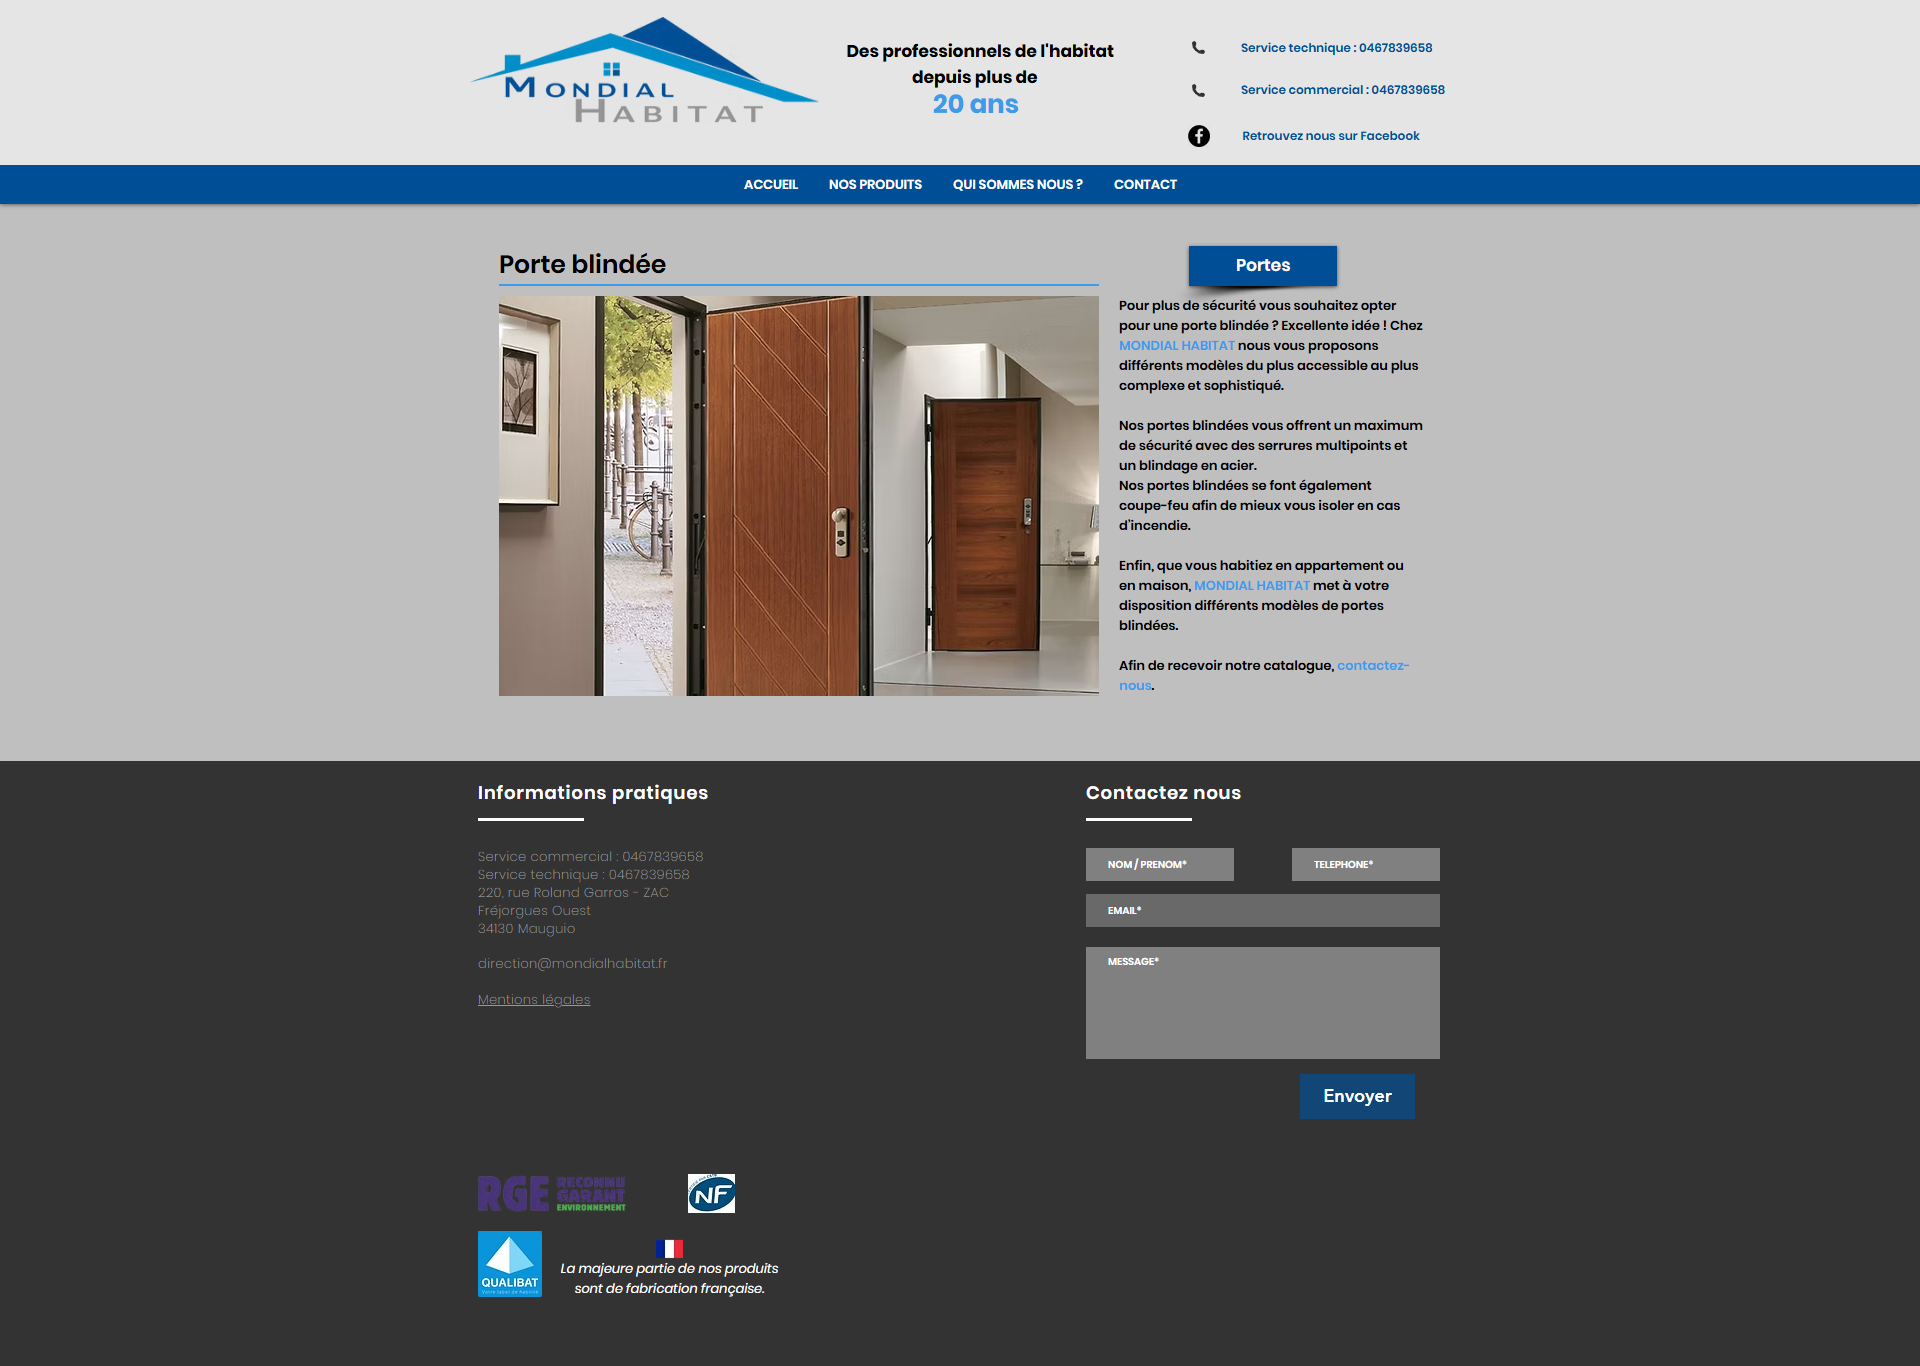 MONDIAL
HABITAT
Des professionnels de l'habitat
depuis plus de
20 ans
Service technique : 0467839658
Service commercial : 0467839658
Retrouvez nous sur Facebook
ACCUEIL
NOS PRODUITS
QUI SOMMES NOUS ?
CONTACT
Porte blindée
Portes
Pour plus de sécurité vous souhaitez opter
pour une porte blindée ? Excellente idée ! Chez
MONDIAL HABITAT nous vous proposons
différents modèles du plus accessible au plus
complexe et sophistiqué.
Nos portes blindées vous offrent un maximum
de sécurité avec des serrures multipoints et
un blindage en acier.
Nos portes blindées se font également
coupe-feu afin de mieux vous isoler en cas
d'incendie.
Enfin, que vous habitiez en appartement ou
en maison, MONDIAL HABITAT met à votre
disposition différents modèles de portes
blindées.
Afin de recevoir notre catalogue, contactez-
nous.
Informations pratiques
Service commercial : 0467839658
Service technique : 0467839658
220, rue Roland Garros - ZAC
Fréjorgues Ouest
34130 Mauguio
direction@mondialhabitat.fr
Mentions légales
Contactez nous
NOM / PRENOM*
TELEPHONE*
EMAIL*
MESSAGE*
Envoyer
RGE
RECONNU
GARANT
ENVIRONNEMENT
NF
QUALIBAT
La majeure partie de nos produits
sont de fabrication française.